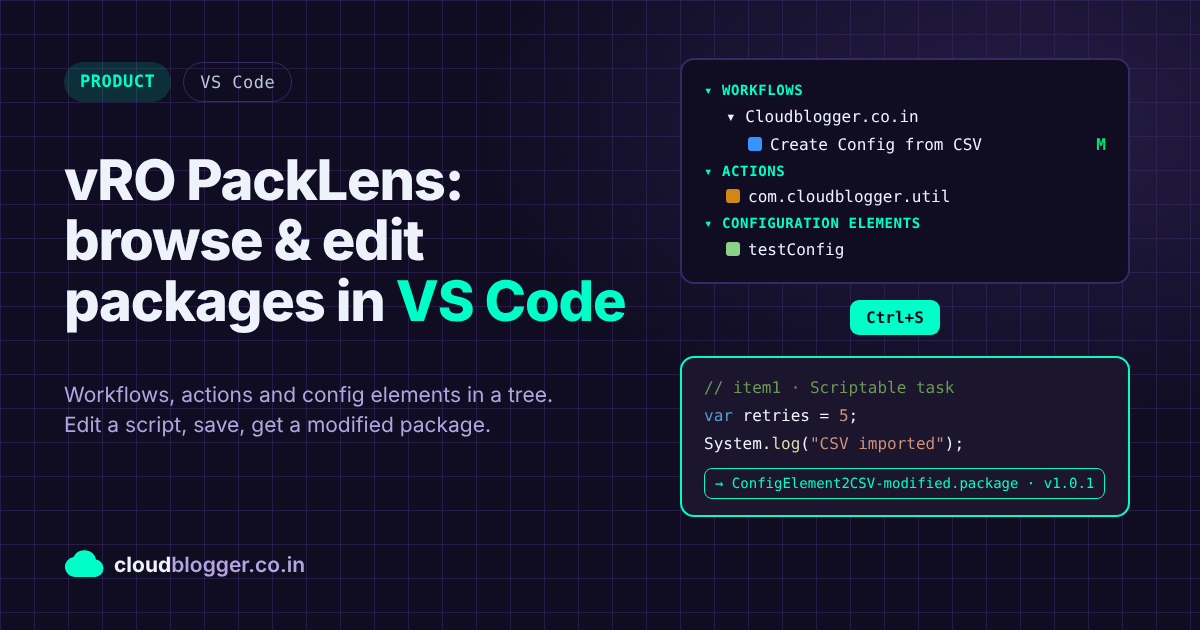 PRODUCT
VS Code
vRO PackLens:
browse & edit
packages in VS Code
Workflows, actions and config elements in a tree.
Edit a script, save, get a modified package.
cloudblogger.co.in
▾ WORKFLOWS
▾ Cloudblogger.co.in
Create Config from CSV M
▾ ACTIONS
com.cloudblogger.util
▾ CONFIGURATION ELEMENTS
testConfig
Ctrl+S
// item1 · Scriptable task
var retries = 5;
System.log("CSV imported");
→ ConfigElement2CSV-modified.package · v1.0.1